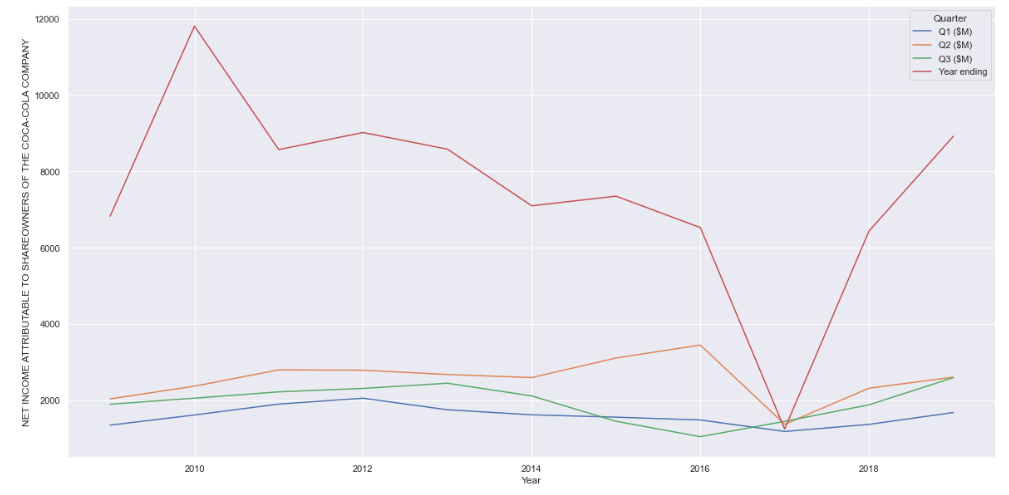 12000
10000
8000
6000
4000
2000
NET INCOME ATTRIBUTABLE TO SHAREOWNERS OF THE COCA-COLA COMPANY
Quarter
Q1 ($M)
Q2 ($M)
Q3 ($M)
Year ending
2010 2012 2014 2016 2018
Year